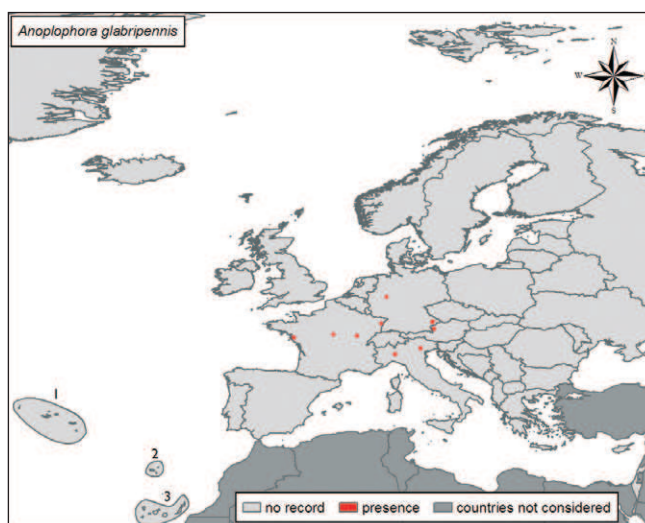 Anoplophora glabripennis
N
W
S
1
2
3
no record presence countries not considered